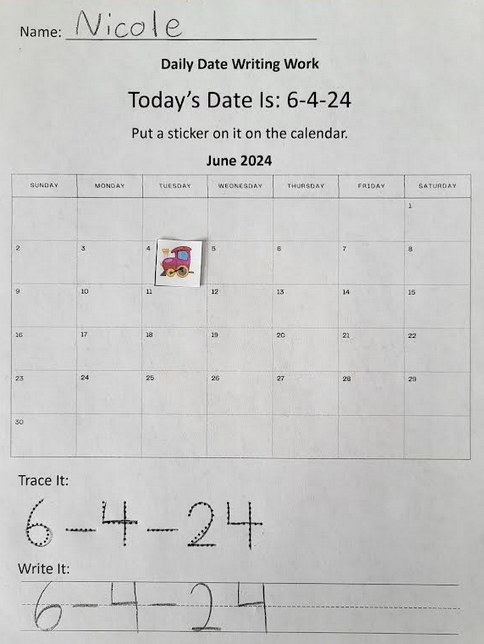 Name: Nicole
Daily Date Writing Work
Today's Date Is: 6-4-24
Put a sticker on it on the calendar.
June 2024
SUNDAY MONDAY TUESDAY WEDNESDAY THURSDAY FRIDAY SATURDAY
1
2 3 4 5 6 7 8
9 10 11 12 13 14 15
16 17 18 19 20 21 22
23 24 25 26 27 28 29
30
Trace It:
6-4-24
Write It:
6-4-24